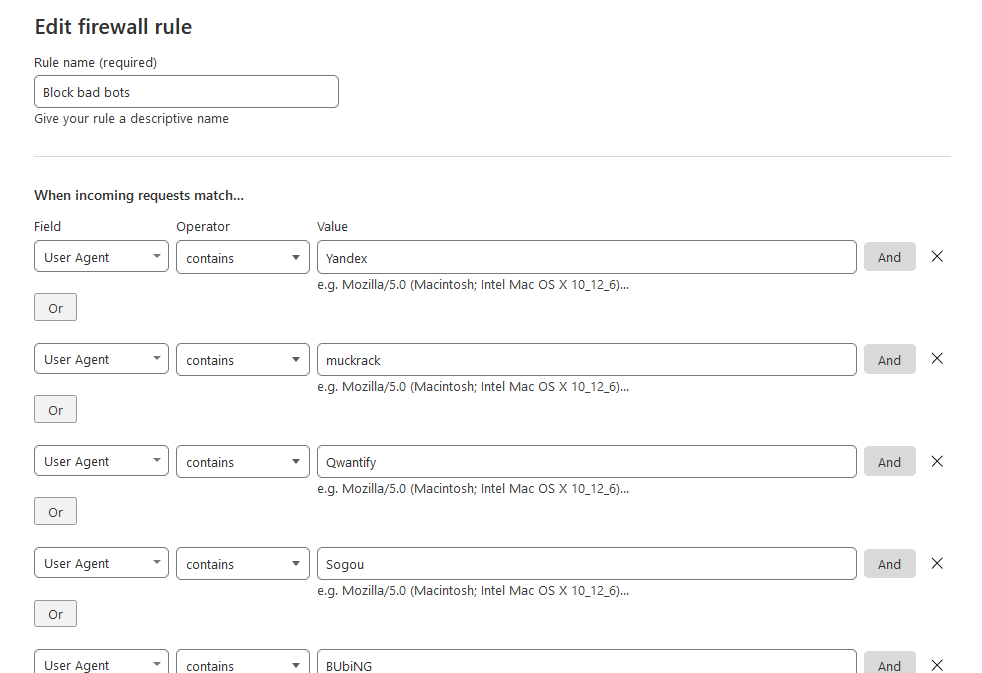 Edit firewall rule
Rule name (required)
Block bad bots
Give your rule a descriptive name
When incoming requests match...
Field Operator Value
User Agent contains Yandex And
e.g. Mozilla/5.0 (Macintosh; Intel Mac OS X 10_12_6)...
Or
User Agent contains muckrack And
e.g. Mozilla/5.0 (Macintosh; Intel Mac OS X 10_12_6)...
Or
User Agent contains Qwantify And
e.g. Mozilla/5.0 (Macintosh; Intel Mac OS X 10_12_6)...
Or
User Agent contains Sogou And
e.g. Mozilla/5.0 (Macintosh; Intel Mac OS X 10_12_6)...
Or
User Agent contains BUbiNG And